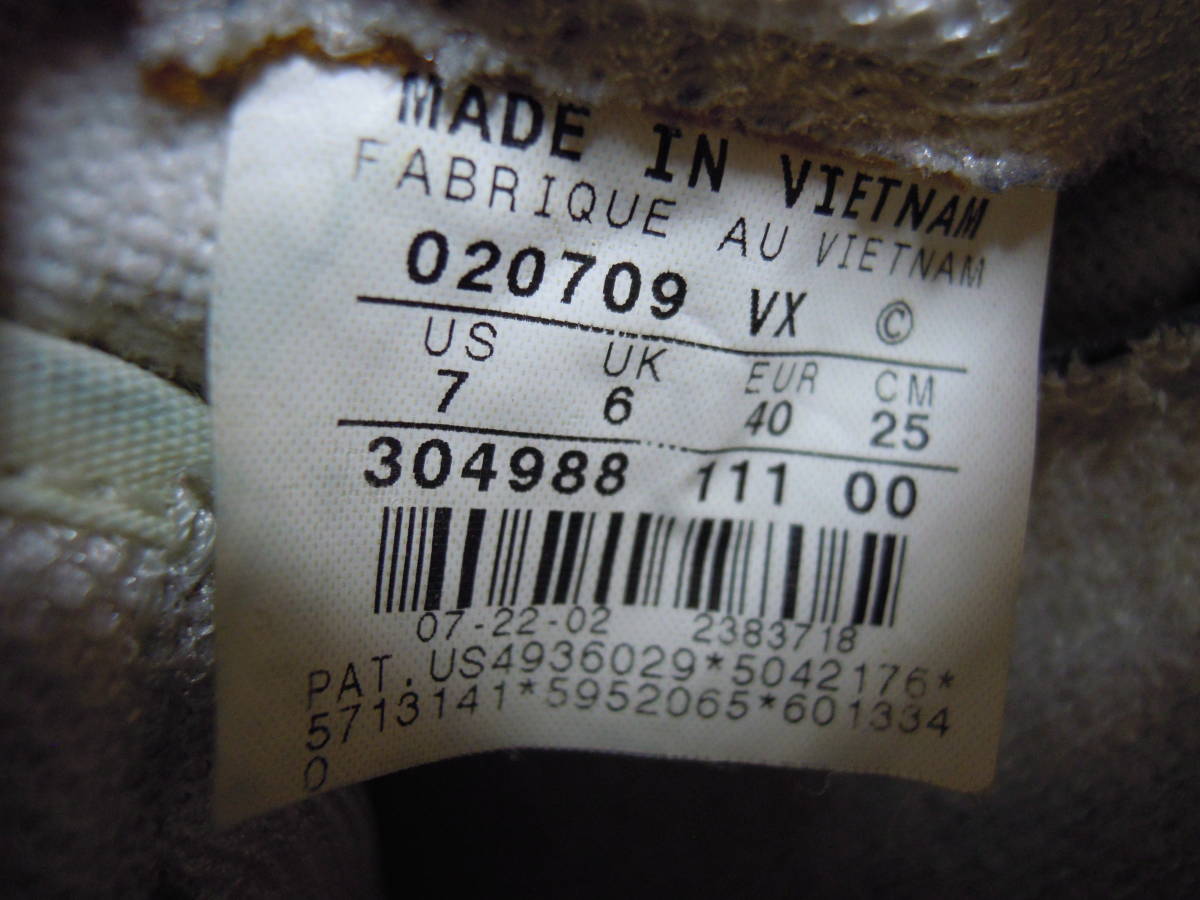 MADE IN VIETNAM
FABRIQUE AU VIETNAM
020709 VX ©
US UK EUR CM
7 6 40 25
304988 111 00
07-22-02 2383718
PAT.US4936029*5042176*
5713141*5952065*601334
0